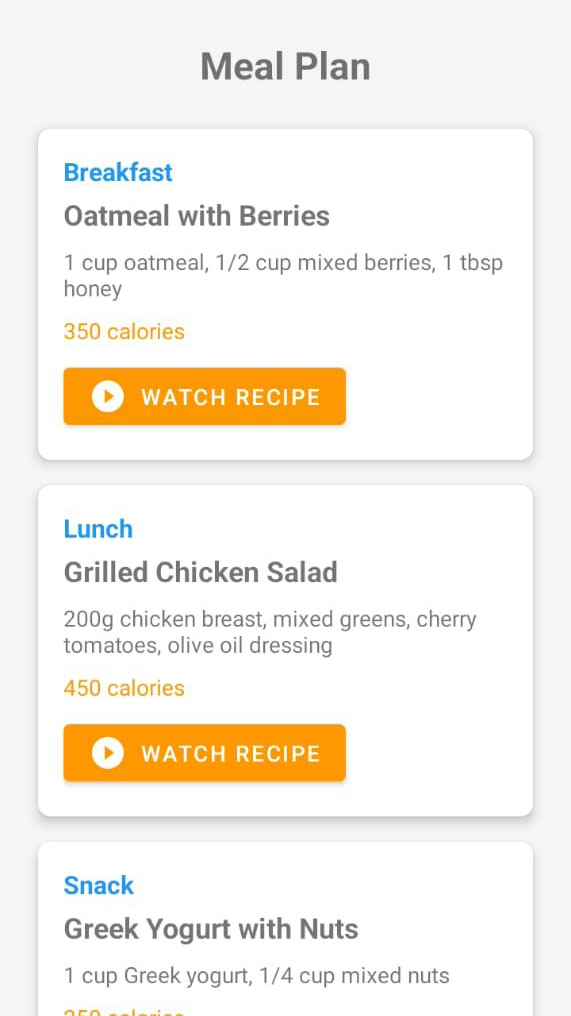 Meal Plan
Breakfast
Oatmeal with Berries
1 cup oatmeal, 1/2 cup mixed berries, 1 tbsp
honey
350 calories
WATCH RECIPE
Lunch
Grilled Chicken Salad
200g chicken breast, mixed greens, cherry
tomatoes, olive oil dressing
450 calories
WATCH RECIPE
Snack
Greek Yogurt with Nuts
1 cup Greek yogurt, 1/4 cup mixed nuts
calories